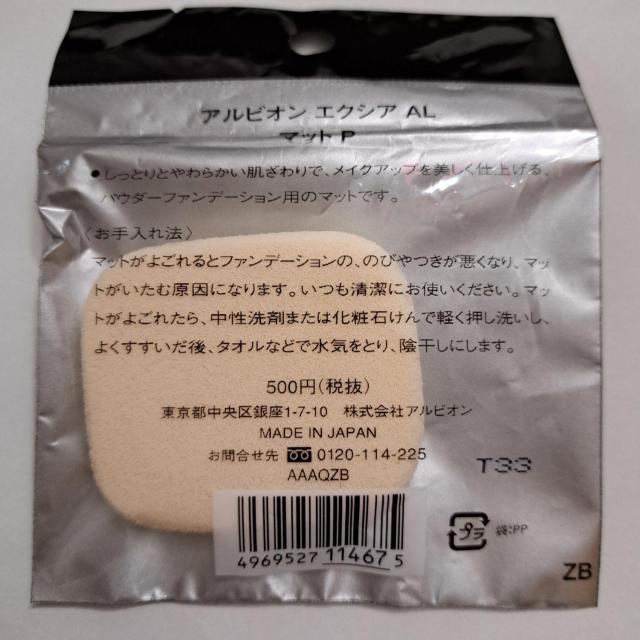 アルビオン エクシア AL
マット P
●しっとりとやわらかい肌ざわりで、メイクアップを美しく仕上げる、
パウダーファンデーション用のマットです。
〈お手入れ法〉
マットがよごれるとファンデーションの、のびやつきが悪くなり、マッ
トがいたむ原因になります。いつも清潔にお使いください。マッ
トがよごれたら、中性洗剤または化粧石けんで軽く押し洗いし、
よくすすいだ後、タオルなどで水気をとり、陰干しにします。
500円(税抜)
東京都中央区銀座1-7-10 株式会社アルビオン
MADE IN JAPAN
お問合せ先 0120-114-225
AAAQZB
T33
4969527114675
プラ 袋:PP
ZB